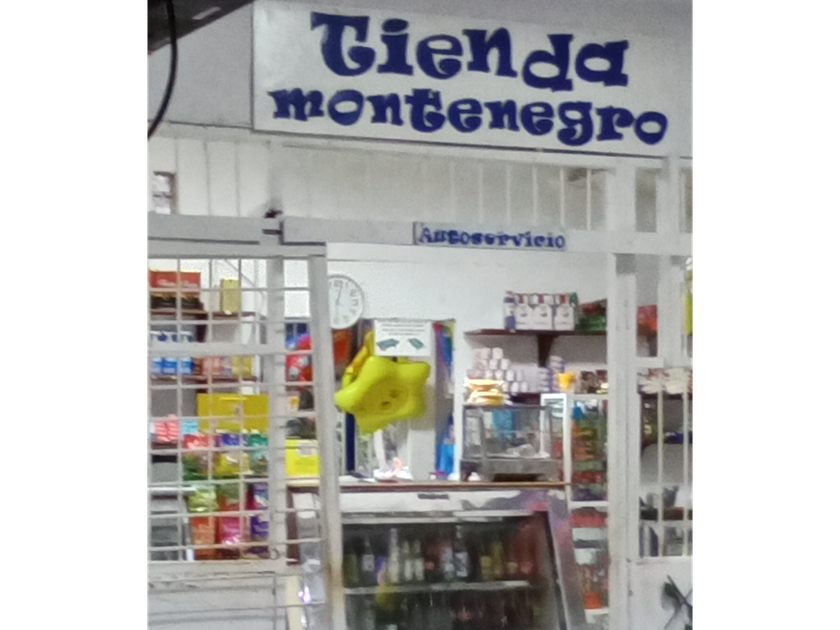 Tienda
montenegro
Autoservicio